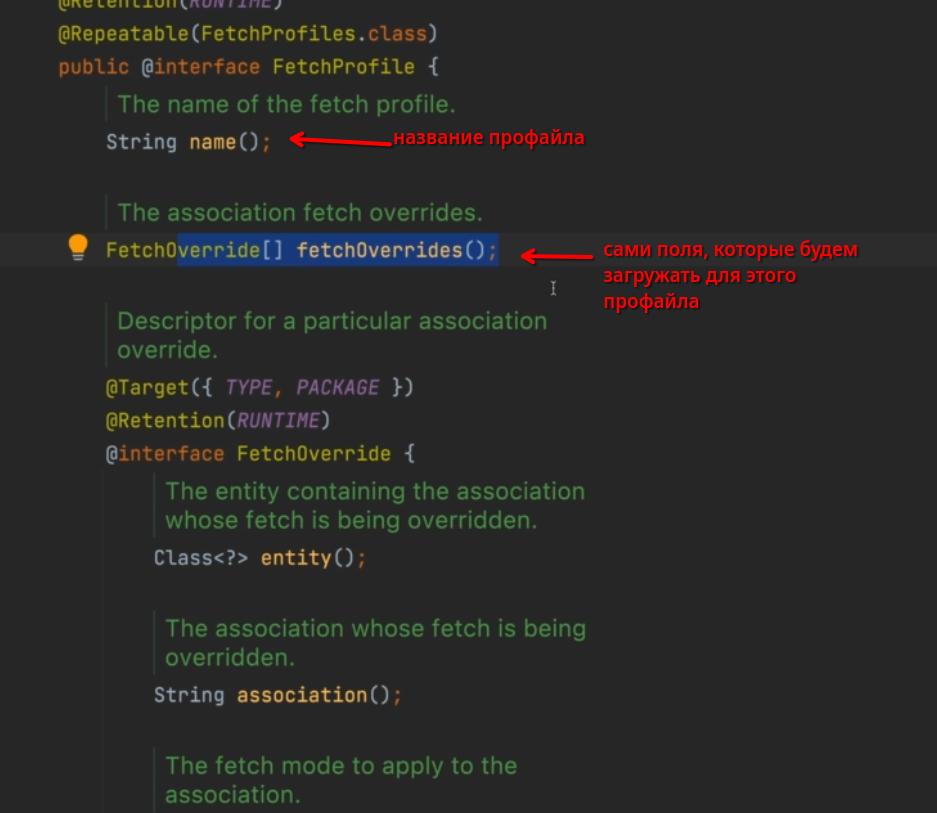 @Retention(RUNTIME)
@Repeatable(FetchProfiles.class)
public @interface FetchProfile {
The name of the fetch profile.
String name();
название профайла
The association fetch overrides.
FetchOverride[] fetchOverrides();
сами поля, которые будем
загружать для этого
профайла
Descriptor for a particular association
override.
@Target({ TYPE, PACKAGE })
@Retention(RUNTIME)
@interface FetchOverride {
The entity containing the association
whose fetch is being overridden.
Class<?> entity();
The association whose fetch is being
overridden.
String association();
The fetch mode to apply to the
association.